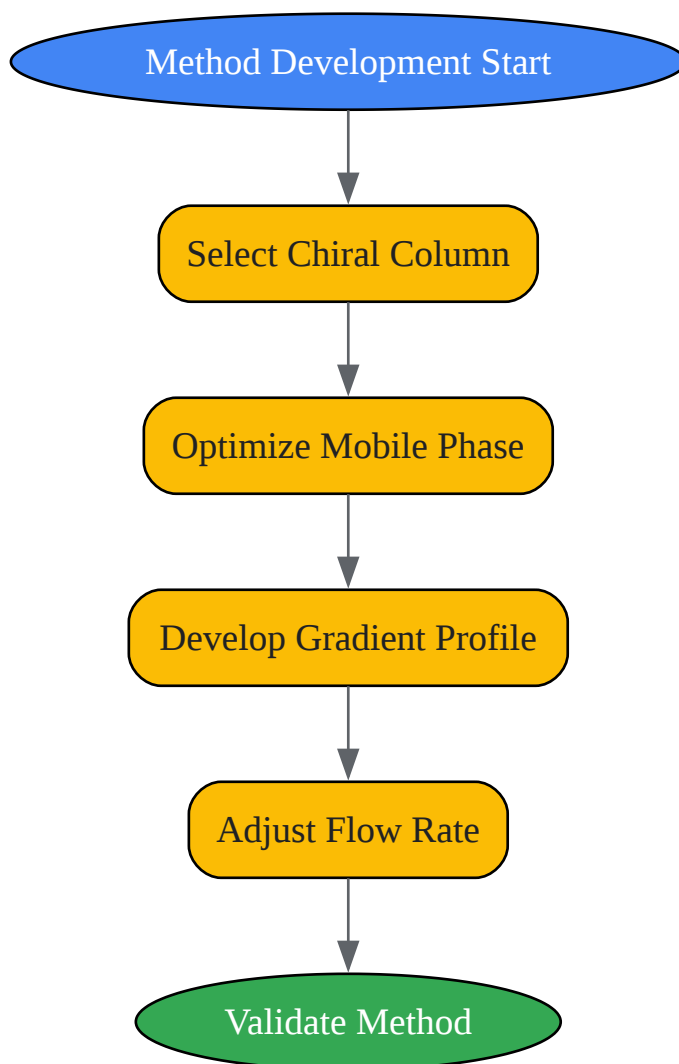 Method Development Start
Select Chiral Column
Optimize Mobile Phase
Develop Gradient Profile
Adjust Flow Rate
Validate Method